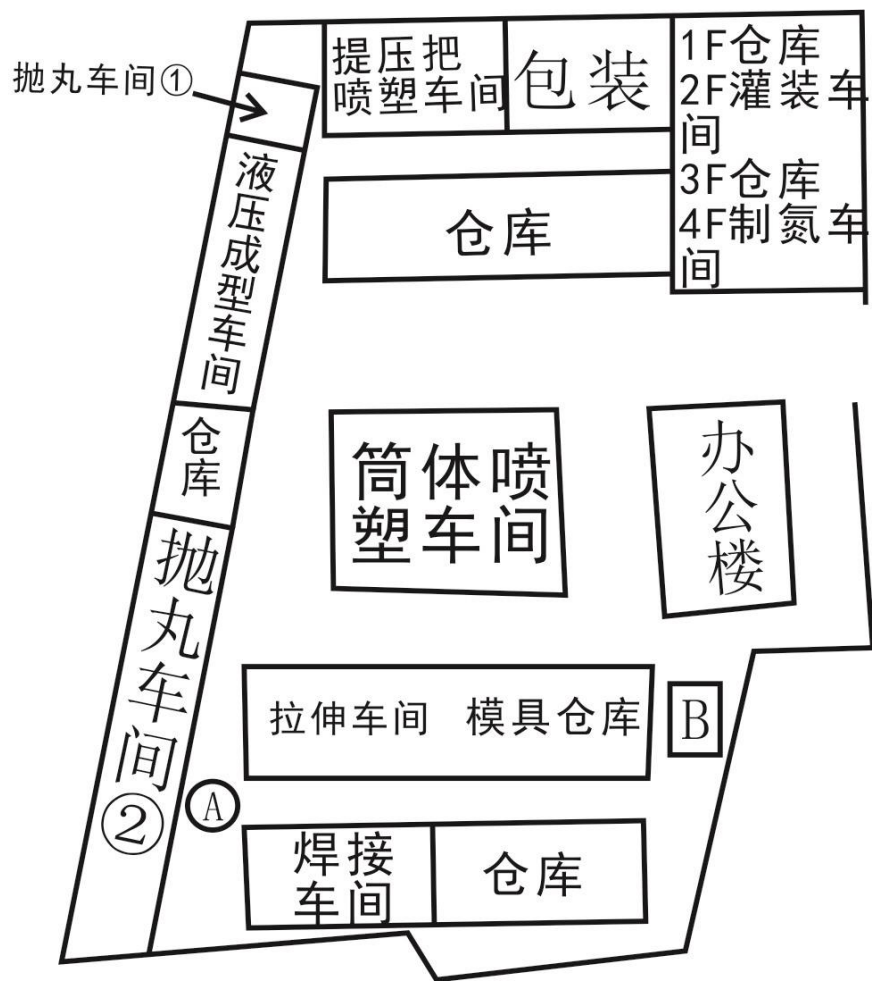 抛丸车间①
提压把
喷塑车间
包装
1F仓库
2F灌装车
间
3F仓库
4F制氮车
间
液压成型车间
仓库
仓库
筒体喷
塑车间
办公楼
抛丸车间②
拉伸车间 模具仓库
B
A
焊接
车间
仓库